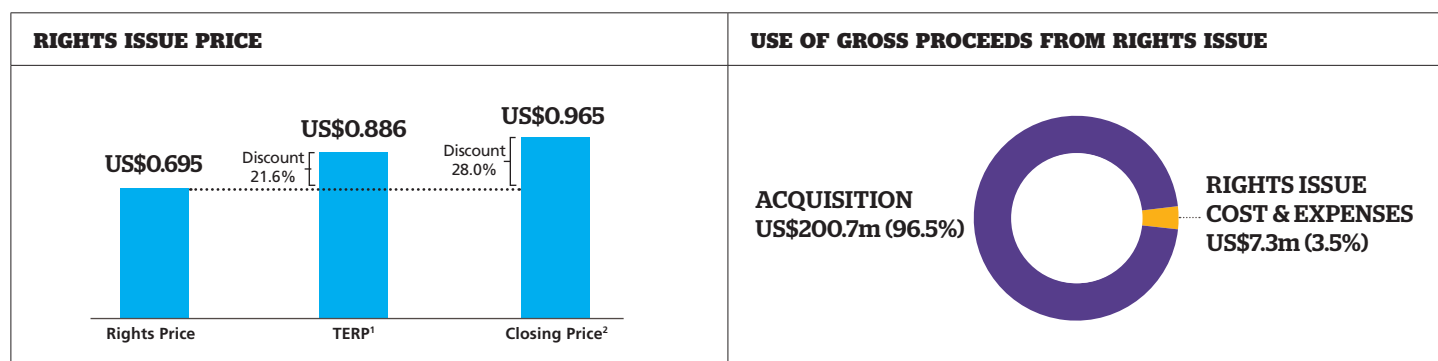 RIGHTS ISSUE PRICE
US$0.695
US$0.886
US$0.965
Discount
21.6%
Discount
28.0%
Rights Price
TERP¹
Closing Price²
USE OF GROSS PROCEEDS FROM RIGHTS ISSUE
ACQUISITION
US$200.7m (96.5%)
RIGHTS ISSUE
COST & EXPENSES
US$7.3m (3.5%)